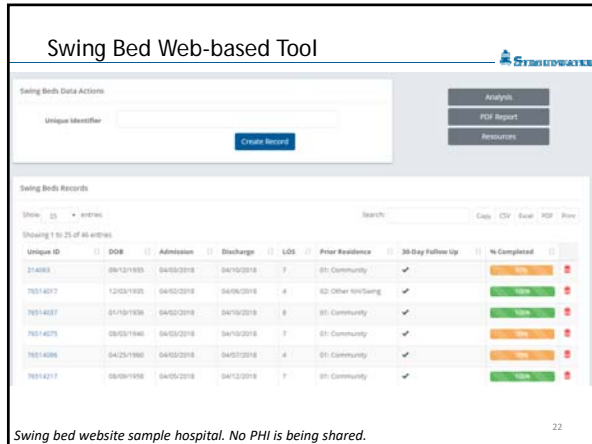 Swing Bed Web-based Tool
STROUDWATER
Swing Beds Data Actions
Unique Identifier
Create Record
Analysis
PDF Report
Resources
Swing Beds Records
Show 25 entries
Search:
Copy CSV Excel PDF Print
Showing 1 to 25 of 46 entries
Unique ID DOB Admission Discharge LOS Prior Residence 30-Day Follow Up % Completed
214093 09/12/1935 04/03/2018 04/10/2018 7 01: Community
76514017 12/03/1935 04/02/2018 04/06/2018 4 02: Other NH/Swing 100%
76514037 01/10/1936 04/02/2018 04/10/2018 8 01: Community 100%
76514075 08/03/1940 04/03/2018 04/10/2018 7 01: Community
76514096 04/25/1960 04/03/2018 04/07/2018 4 01: Community
76514217 08/09/1958 04/05/2018 04/12/2018 7 01: Community 100%
Swing bed website sample hospital. No PHI is being shared.
22